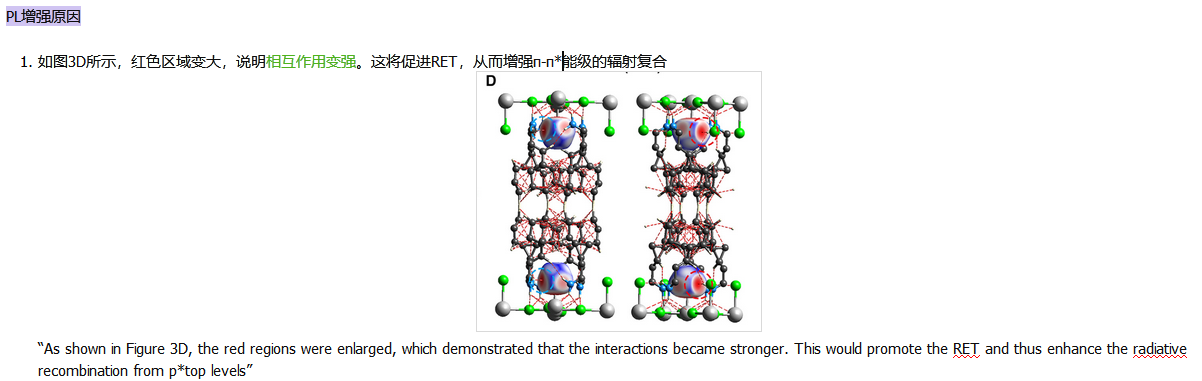 PL增强原因
1. 如图3D所示，红色区域变大，说明相互作用变强。这将促进RET，从而增强n-n*能级的辐射复合
D
“As shown in Figure 3D, the red regions were enlarged, which demonstrated that the interactions became stronger. This would promote the RET and thus enhance the radiative
recombination from p*top levels”